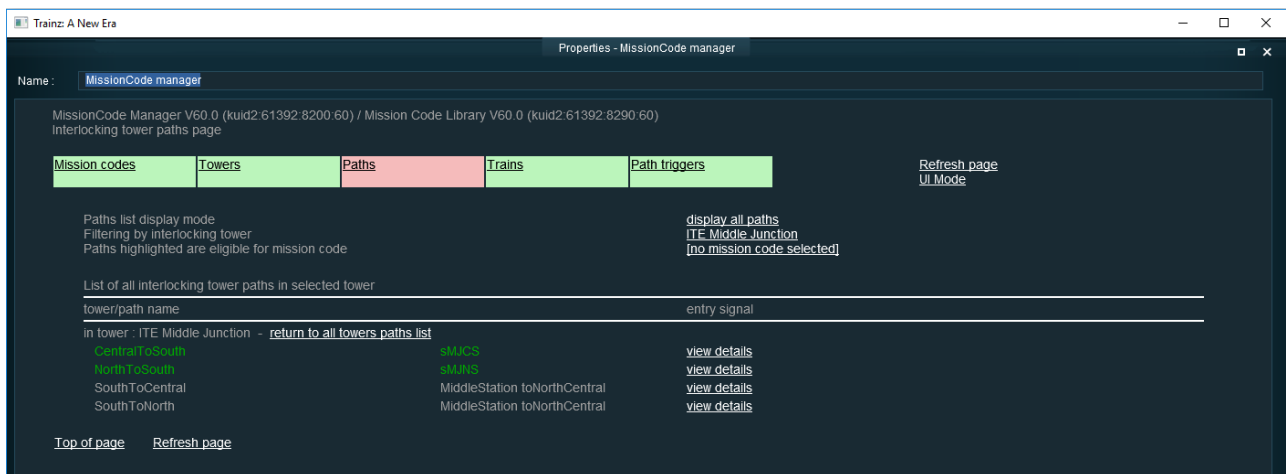 Trainz: A New Era
Properties - MissionCode manager
Name : MissionCode manager
MissionCode Manager V60.0 (kuid2:61392:8200:60) / Mission Code Library V60.0 (kuid2:61392:8290:60)
Interlocking tower paths page
Mission codes Towers Paths Trains Path triggers Refresh page
UI Mode
Paths list display mode display all paths
Filtering by interlocking tower ITE Middle Junction
Paths highlighted are eligible for mission code [no mission code selected]
List of all interlocking tower paths in selected tower
tower/path name entry signal
in tower : ITE Middle Junction - return to all towers paths list
CentralToSouth sMJCS view details
NorthToSouth sMJNS view details
SouthToCentral MiddleStation toNorthCentral view details
SouthToNorth MiddleStation toNorthCentral view details
Top of page Refresh page